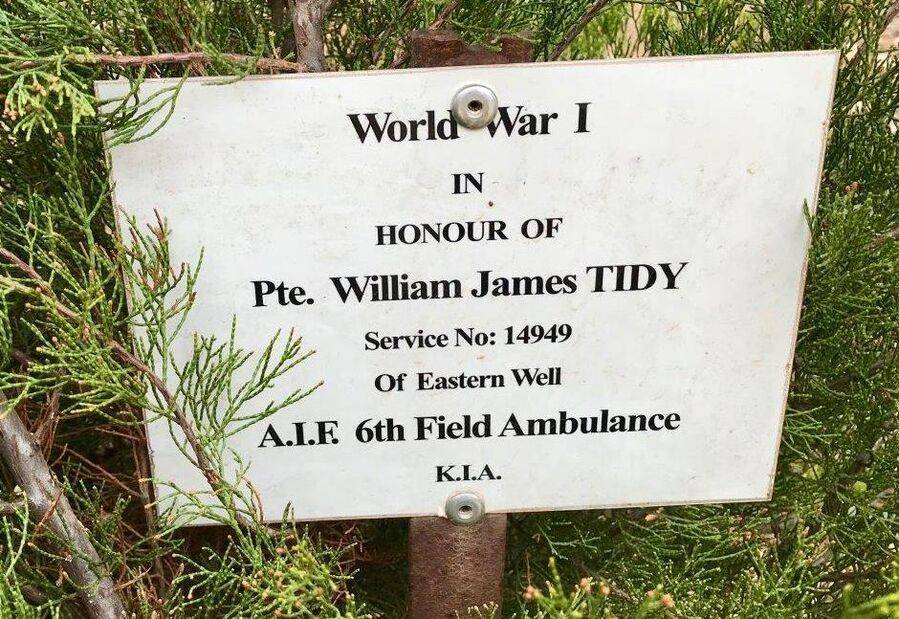 World War I
IN
HONOUR OF
Pte. William James TIDY
Service No: 14949
Of Eastern Well
A.I.F. 6th Field Ambulance
K.I.A.